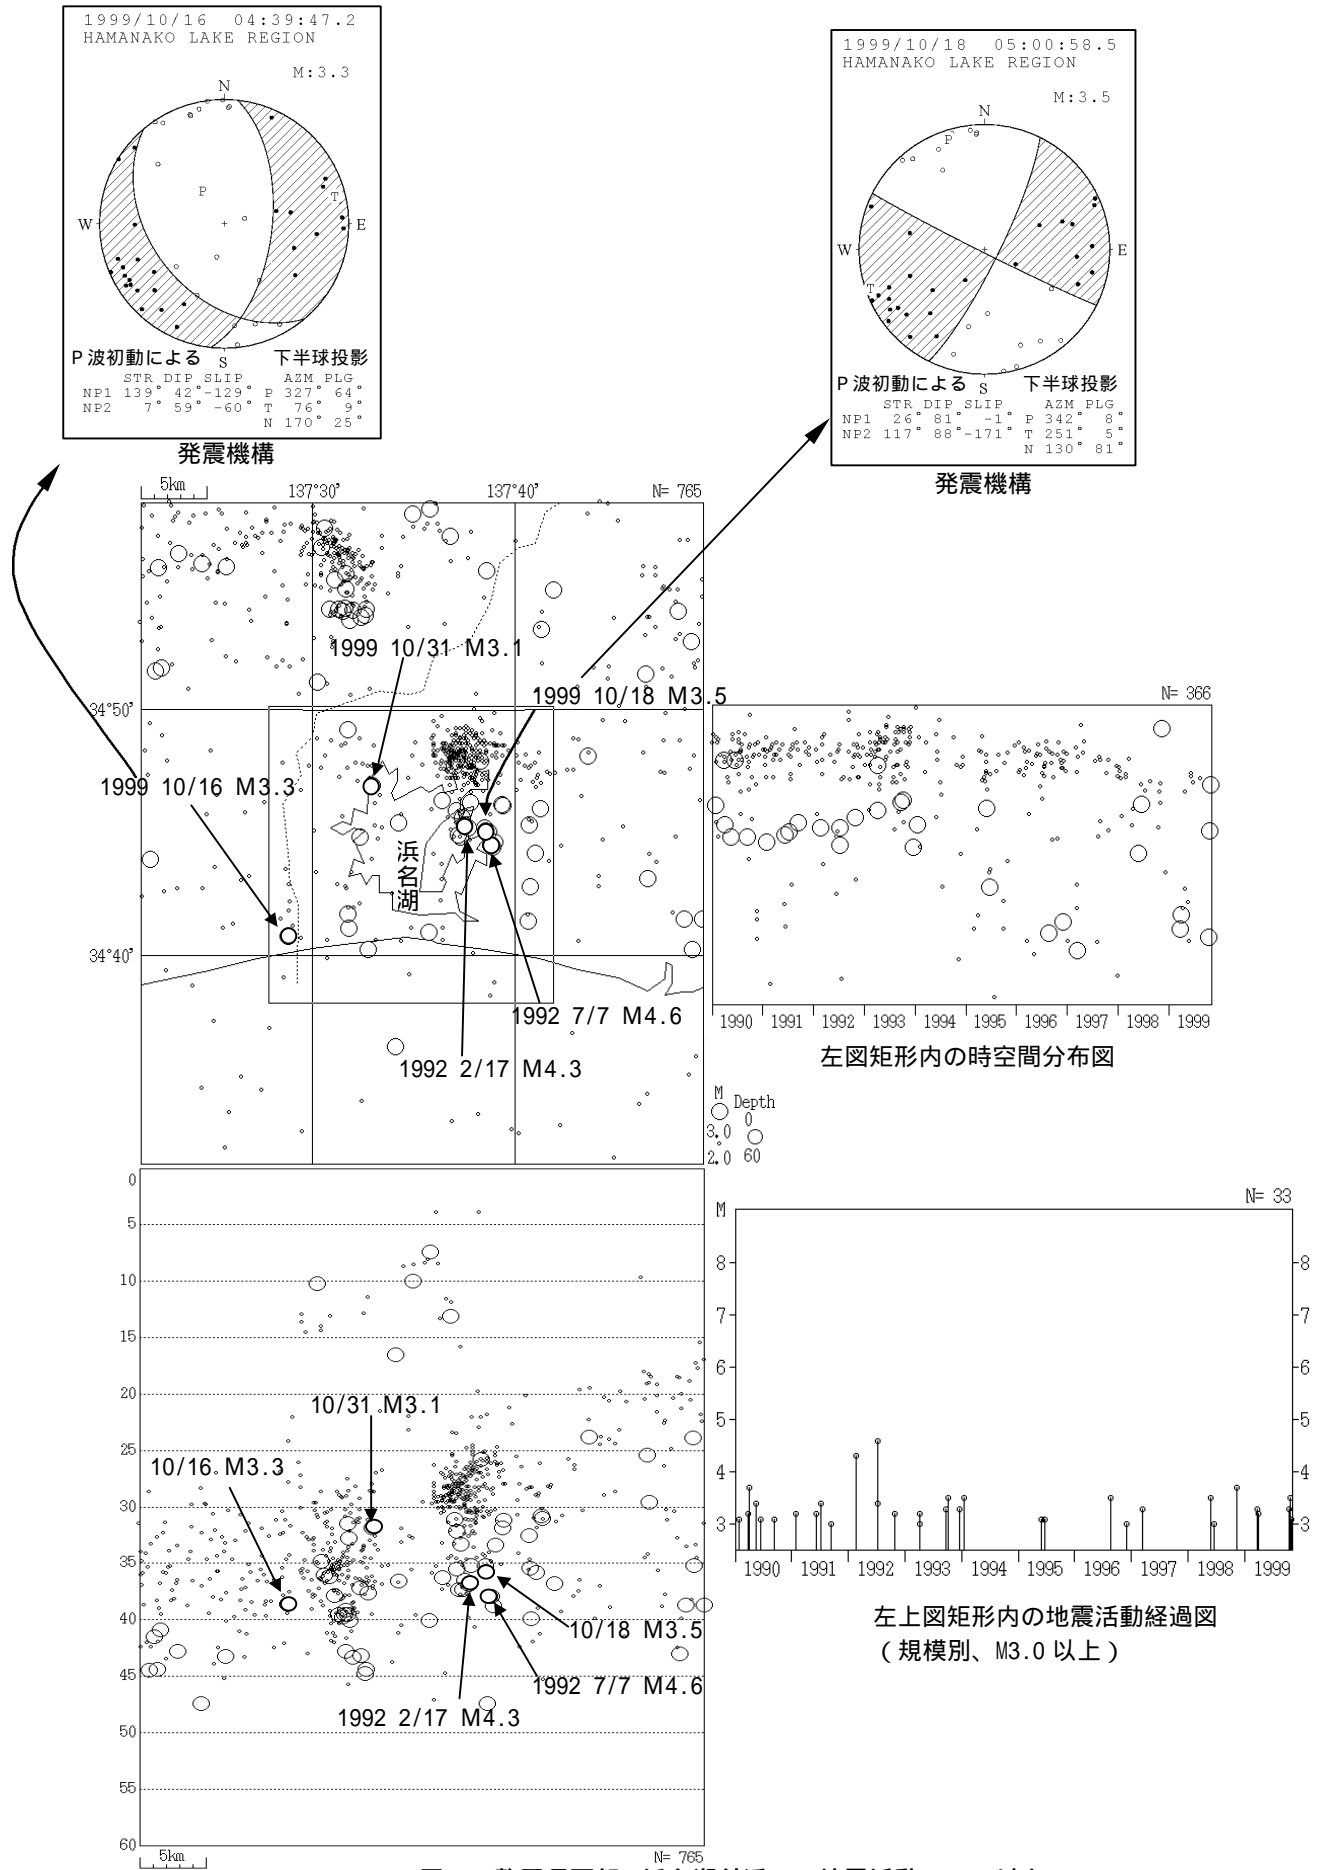 1999/10/16 04:39:47.2
HAMANAKO LAKE REGION
M:3.3
N
P
T
W
E
S
P波初動による 下半球投影
STR DIP SLIP AZM PLG
NP1 139° 42° -129° P 327° 64°
NP2 7° 59° -60° T 76° 9°
N 170° 25°
発震機構
1999/10/18 05:00:58.5
HAMANAKO LAKE REGION
M:3.5
N
P
W
E
T
S
P波初動による 下半球投影
STR DIP SLIP AZM PLG
NP1 26° 81° -1° P 342° 8°
NP2 117° 88° -171° T 251° 5°
N 130° 81°
発震機構
5km
137°30' 137°40' N= 765
1999 10/31 M3.1
1999 10/18 M3.5
34°50'
1999 10/16 M3.3
浜名湖
34°40'
1992 7/7 M4.6
1992 2/17 M4.3
N= 366
1990 1991 1992 1993 1994 1995 1996 1997 1998 1999
左図矩形内の時空間分布図
M Depth
3.0 0
2.0 60
0
5
10
15
20
25
30
35
40
45
50
55
60
10/31 M3.1
10/16 M3.3
10/18 M3.5
1992 7/7 M4.6
1992 2/17 M4.3
5km
N= 765
N= 33
M
8 8
7 7
6 6
5 5
4 4
3 3
1990 1991 1992 1993 1994 1995 1996 1997 1998 1999
左上図矩形内の地震活動経過図
（規模別、M3.0 以上）